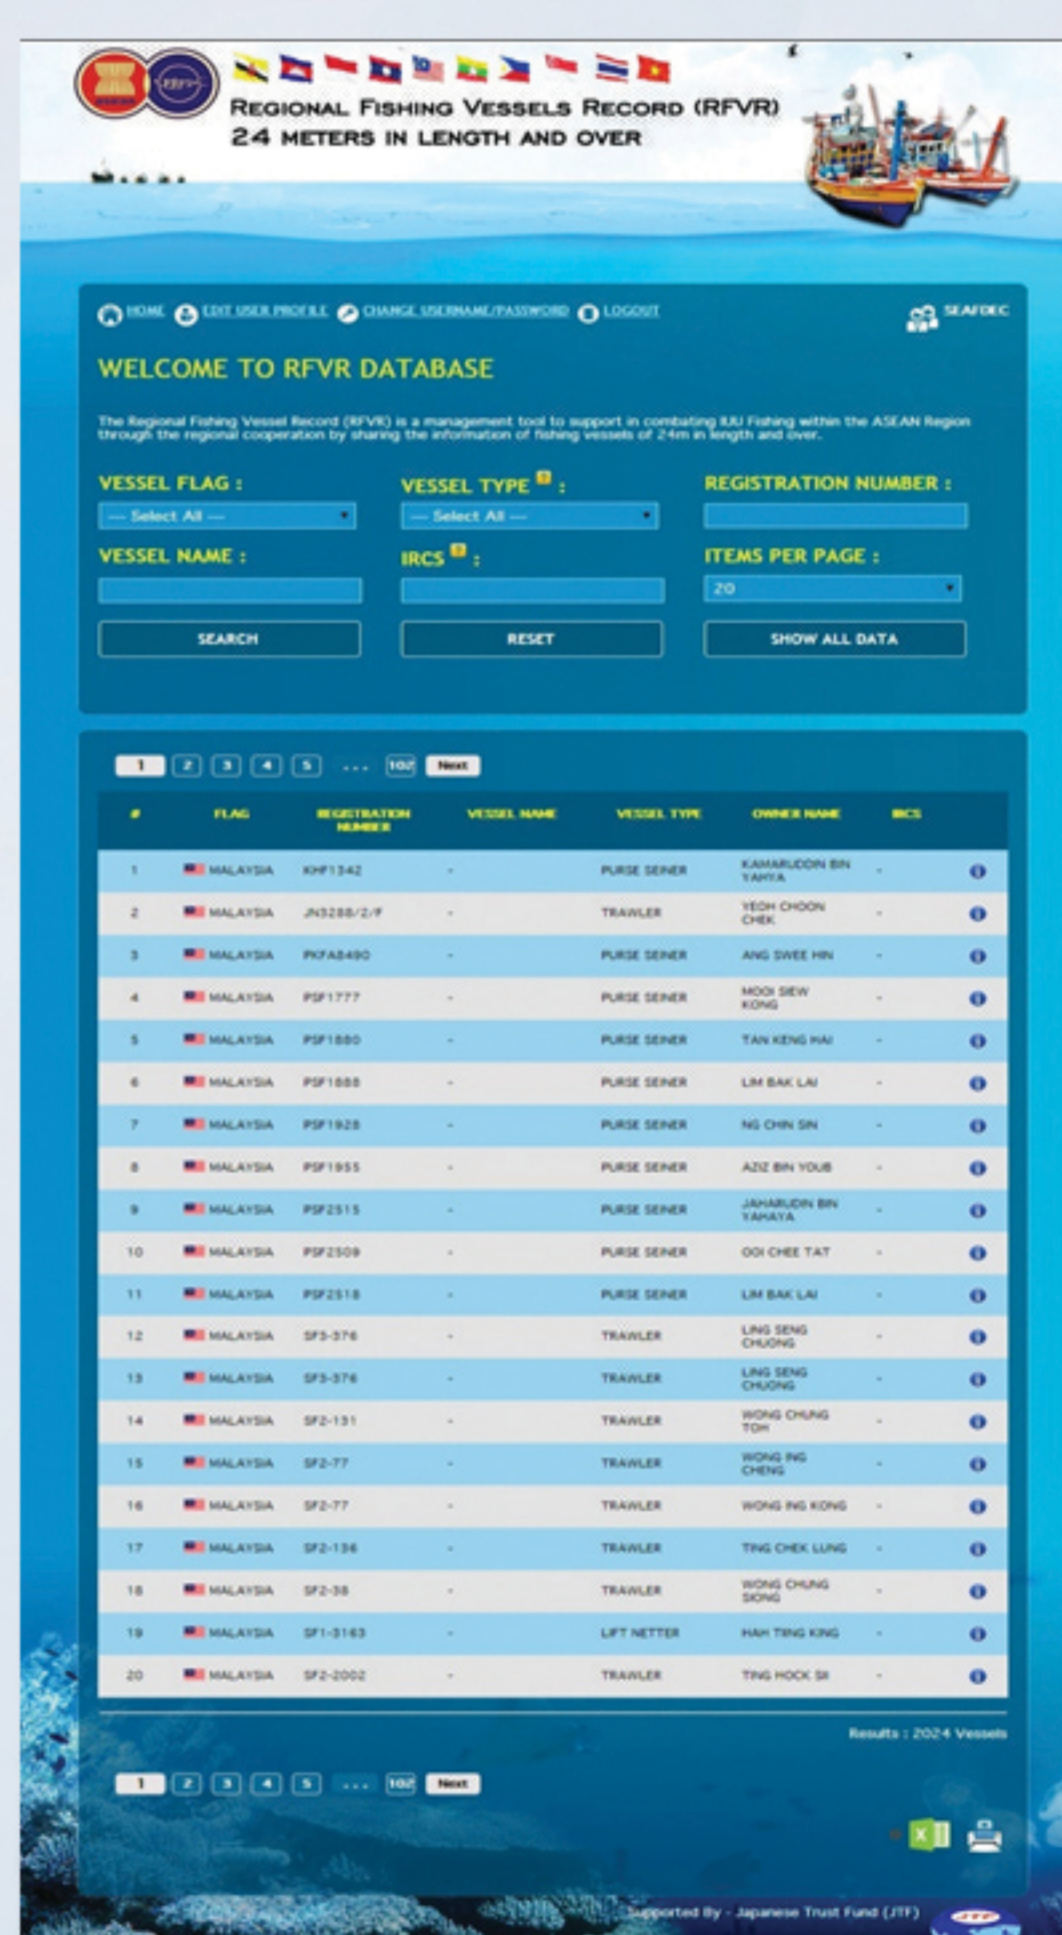 asean
REGIONAL FISHING VESSELS RECORD (RFVR)
24 METERS IN LENGTH AND OVER
HOME EDIT USER PROFILE CHANGE USERNAME/PASSWORD LOGOUT SEAFDEC
WELCOME TO RFVR DATABASE
The Regional Fishing Vessel Record (RFVR) is a management tool to support in combating IUU Fishing within the ASEAN Region
through the regional cooperation by sharing the information of fishing vessels of 24m in length and over.
VESSEL FLAG : VESSEL TYPE ? : REGISTRATION NUMBER :
--- Select All --- --- Select All ---
VESSEL NAME : IRCS ? : ITEMS PER PAGE :
20
SEARCH RESET SHOW ALL DATA
1 2 3 4 5 ... 102 Next
# FLAG REGISTRATION NUMBER VESSEL NAME VESSEL TYPE OWNER NAME IRCS
1 MALAYSIA KHF1342 - PURSE SEINER KAMARUDDIN BIN YAHYA -
2 MALAYSIA JN3288/2/F - TRAWLER YEOH CHOON CHEK -
3 MALAYSIA PKFA8490 - PURSE SEINER ANG SWEE HIN -
4 MALAYSIA PSF1777 - PURSE SEINER MOOI SIEW KONG -
5 MALAYSIA PSF1880 - PURSE SEINER TAN KENG HAI -
6 MALAYSIA PSF1888 - PURSE SEINER LIM BAK LAI -
7 MALAYSIA PSF1928 - PURSE SEINER NG CHIN SIN -
8 MALAYSIA PSF1955 - PURSE SEINER AZIZ BIN YOUB -
9 MALAYSIA PSF2515 - PURSE SEINER JAHARUDIN BIN YAHAYA -
10 MALAYSIA PSF2509 - PURSE SEINER OOI CHEE TAT -
11 MALAYSIA PSF2518 - PURSE SEINER LIM BAK LAI -
12 MALAYSIA SF3-376 - TRAWLER LING SENG CHUONG -
13 MALAYSIA SF3-376 - TRAWLER LING SENG CHUONG -
14 MALAYSIA SF2-131 - TRAWLER WONG CHUNG TOH -
15 MALAYSIA SF2-77 - TRAWLER WONG ING CHENG -
16 MALAYSIA SF2-77 - TRAWLER WONG ING KONG -
17 MALAYSIA SF2-136 - TRAWLER TING CHEK LUNG -
18 MALAYSIA SF2-38 - TRAWLER WONG CHUNG SIONG -
19 MALAYSIA SF1-3163 - LIFT NETTER HAH TIING KING -
20 MALAYSIA SF2-2002 - TRAWLER TING HOCK SII -
Results : 2024 Vessels
1 2 3 4 5 ... 102 Next
Supported By - Japanese Trust Fund (JTF)
JTF